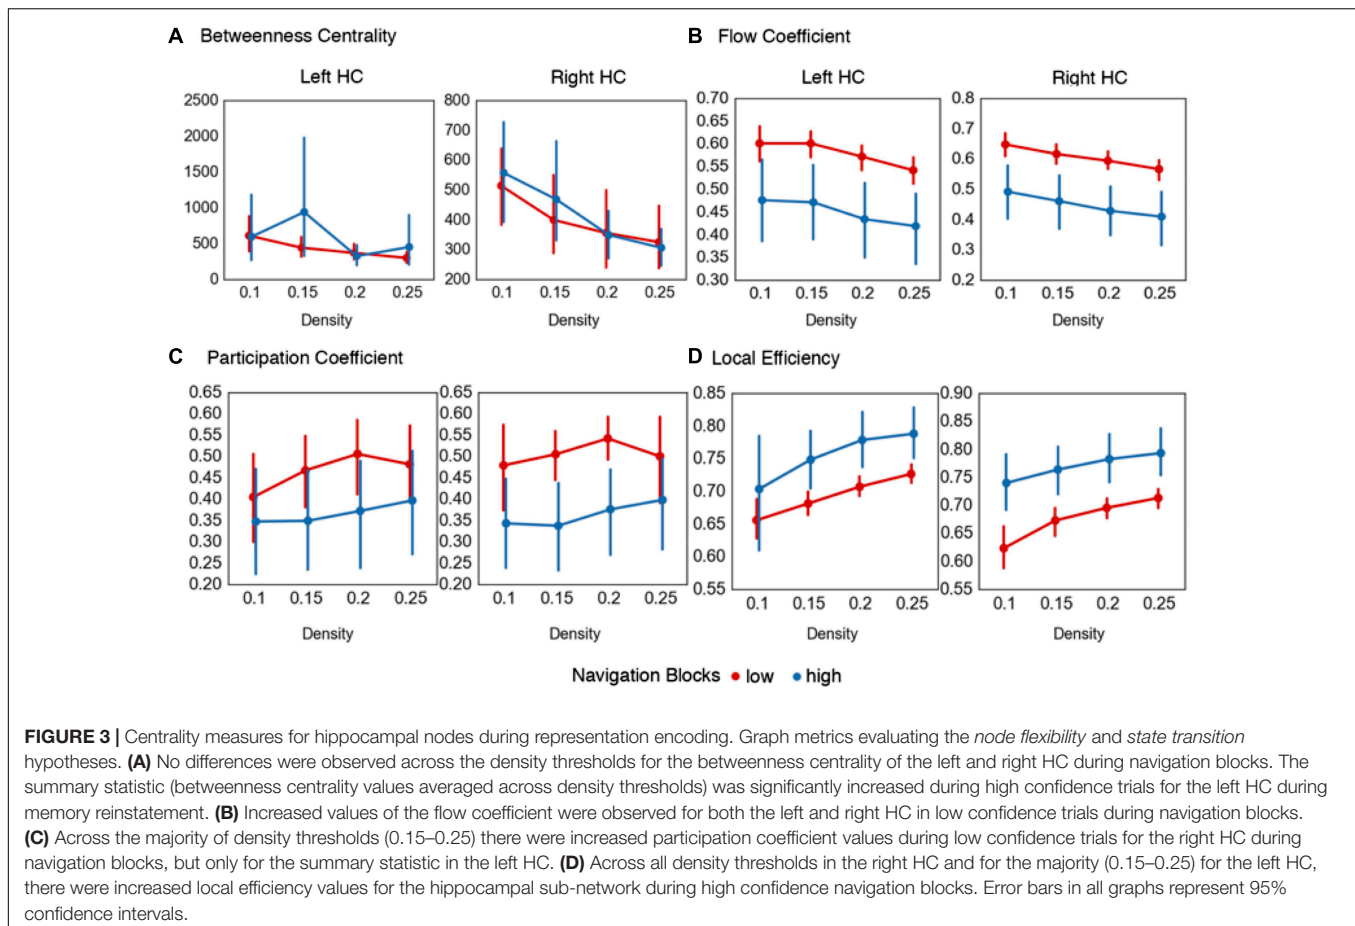 A Betweenness Centrality
B Flow Coefficient
Left HC
Right HC
Left HC
Right HC
2500
2000
1500
1000
500
0
0.1 0.15 0.2 0.25
Density
800
700
600
500
400
300
200
0.1 0.15 0.2 0.25
Density
0.70
0.65
0.60
0.55
0.50
0.45
0.40
0.35
0.30
0.1 0.15 0.2 0.25
Density
0.8
0.7
0.6
0.5
0.4
0.3
0.2
0.1 0.15 0.2 0.25
Density
C Participation Coefficient
D Local Efficiency
0.65
0.60
0.55
0.50
0.45
0.40
0.35
0.30
0.25
0.20
0.1 0.15 0.2 0.25
Density
0.65
0.60
0.55
0.50
0.45
0.40
0.35
0.30
0.25
0.20
0.1 0.15 0.2 0.25
Density
0.85
0.80
0.75
0.70
0.65
0.60
0.55
0.1 0.15 0.2 0.25
Density
0.90
0.85
0.80
0.75
0.70
0.65
0.60
0.55
0.1 0.15 0.2 0.25
Density
Navigation Blocks low high
FIGURE 3 | Centrality measures for hippocampal nodes during representation encoding. Graph metrics evaluating the node flexibility and state transition
hypotheses. (A) No differences were observed across the density thresholds for the betweenness centrality of the left and right HC during navigation blocks. The
summary statistic (betweenness centrality values averaged across density thresholds) was significantly increased during high confidence trials for the left HC during
memory reinstatement. (B) Increased values of the flow coefficient were observed for both the left and right HC in low confidence trials during navigation blocks.
(C) Across the majority of density thresholds (0.15–0.25) there were increased participation coefficient values during low confidence trials for the right HC during
navigation blocks, but only for the summary statistic in the left HC. (D) Across all density thresholds in the right HC and for the majority (0.15–0.25) for the left HC,
there were increased local efficiency values for the hippocampal sub-network during high confidence navigation blocks. Error bars in all graphs represent 95%
confidence intervals.